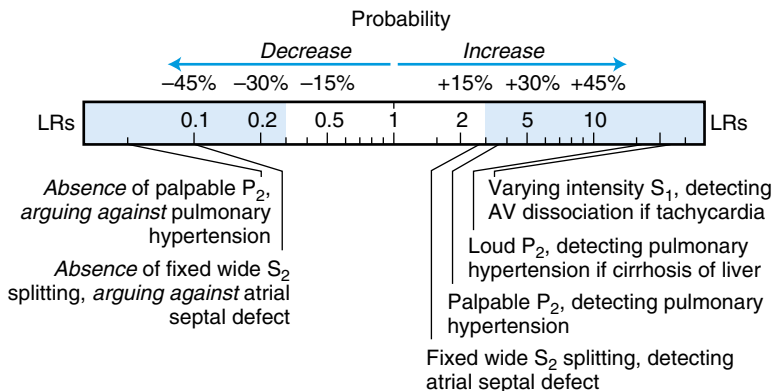 Probability
Decrease Increase
–45% –30% –15% +15% +30% +45%
LRs 0.1 0.2 0.5 1 2 5 10 LRs
Absence of palpable P2,
arguing against pulmonary
hypertension
Absence of fixed wide S2
splitting, arguing against atrial
septal defect
Varying intensity S1, detecting
AV dissociation if tachycardia
Loud P2, detecting pulmonary
hypertension if cirrhosis of liver
Palpable P2, detecting pulmonary
hypertension
Fixed wide S2 splitting, detecting
atrial septal defect